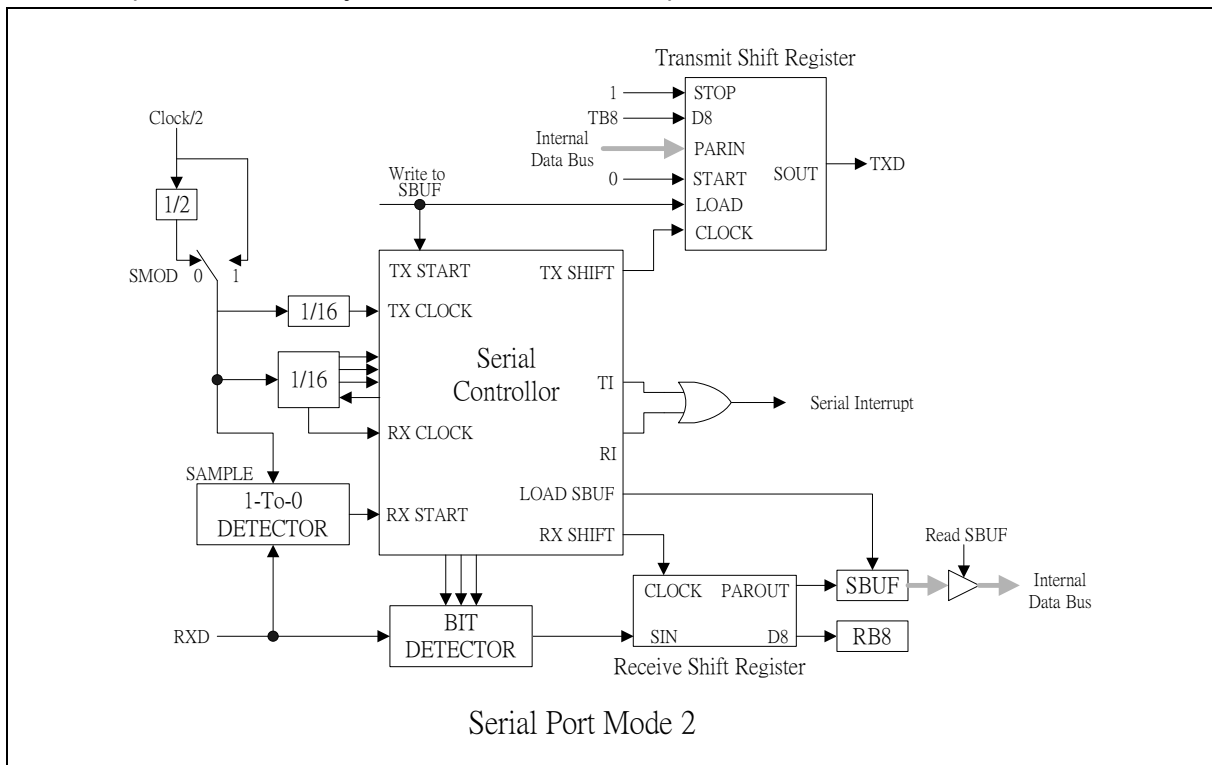 Transmit Shift Register
1
STOP
TB8
D8
Internal
Data Bus
PARIN
SOUT
TXD
0
START
LOAD
CLOCK
Clock/2
1/2
SMOD
0
1
Write to
SBUF
TX START
TX SHIFT
1/16
TX CLOCK
1/16
Serial
Controllor
TI
Serial Interrupt
RX CLOCK
RI
SAMPLE
LOAD SBUF
1-To-0
DETECTOR
RX START
RX SHIFT
Read SBUF
CLOCK
PAROUT
SBUF
Internal
Data Bus
RXD
BIT
DETECTOR
SIN
D8
RB8
Receive Shift Register
Serial Port Mode 2